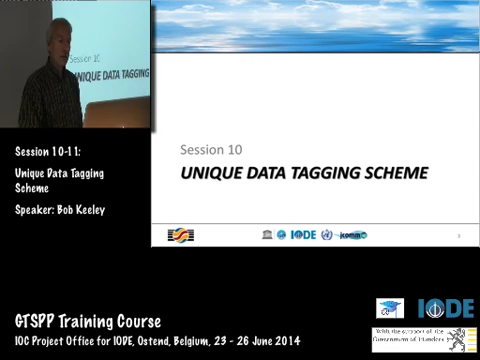 Session 10
UNIQUE DATA TAGGING
Session 10
UNIQUE DATA TAGGING SCHEME
Session 10-11:
Unique Data Tagging
Scheme
Speaker: Bob Keeley
IODE
jcomm
3
IODE
GTSPP Training Course
IOC Project Office for IODE, Ostend, Belgium, 23 - 26 June 2014
With the support of the
Government of Flanders